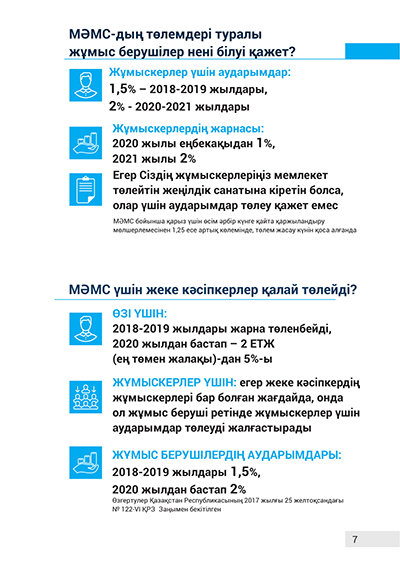 МӘМС-дың төлемдері туралы
жұмыс берушілер нені білуі қажет?
Жұмыскерлер үшін аударымдар:
1,5% – 2018-2019 жылдары,
2% - 2020-2021 жылдары
Жұмыскерлердің жарнасы:
2020 жылы еңбекақыдан 1%,
2021 жылы 2%
Егер Сіздің жұмыскерлеріңіз мемлекет
төлейтін жеңілдік санатына кіретін болса,
олар үшін аударымдар төлеу қажет емес
МӘМС бойынша қарыз үшін өсім әрбір күнге қайта қаржыландыру
мөлшерлемесінен 1,25 есе артық көлемінде, төлем жасау күнін қоса алғанда
МӘМС үшін жеке кәсіпкерлер қалай төлейді?
ӨЗІ ҮШІН:
2018-2019 жылдары жарна төленбейді,
2020 жылдан бастап – 2 ЕТЖ
(ең төмен жалақы)-дан 5%-ы
ЖҰМЫСКЕРЛЕР ҮШІН: егер жеке кәсіпкердің
жұмыскерлері бар болған жағдайда, онда
ол жұмыс беруші ретінде жұмыскерлер үшін
аударымдар төлеуді жалғастырады
ЖҰМЫС БЕРУШІЛЕРДІҢ АУДАРЫМДАРЫ:
2018-2019 жылдары 1,5%,
2020 жылдан бастап 2%
Өзгертулер Қазақстан Республикасының 2017 жылғы 25 желтоқсандағы
№ 122-VI ҚРЗ Заңымен бекітілген
7